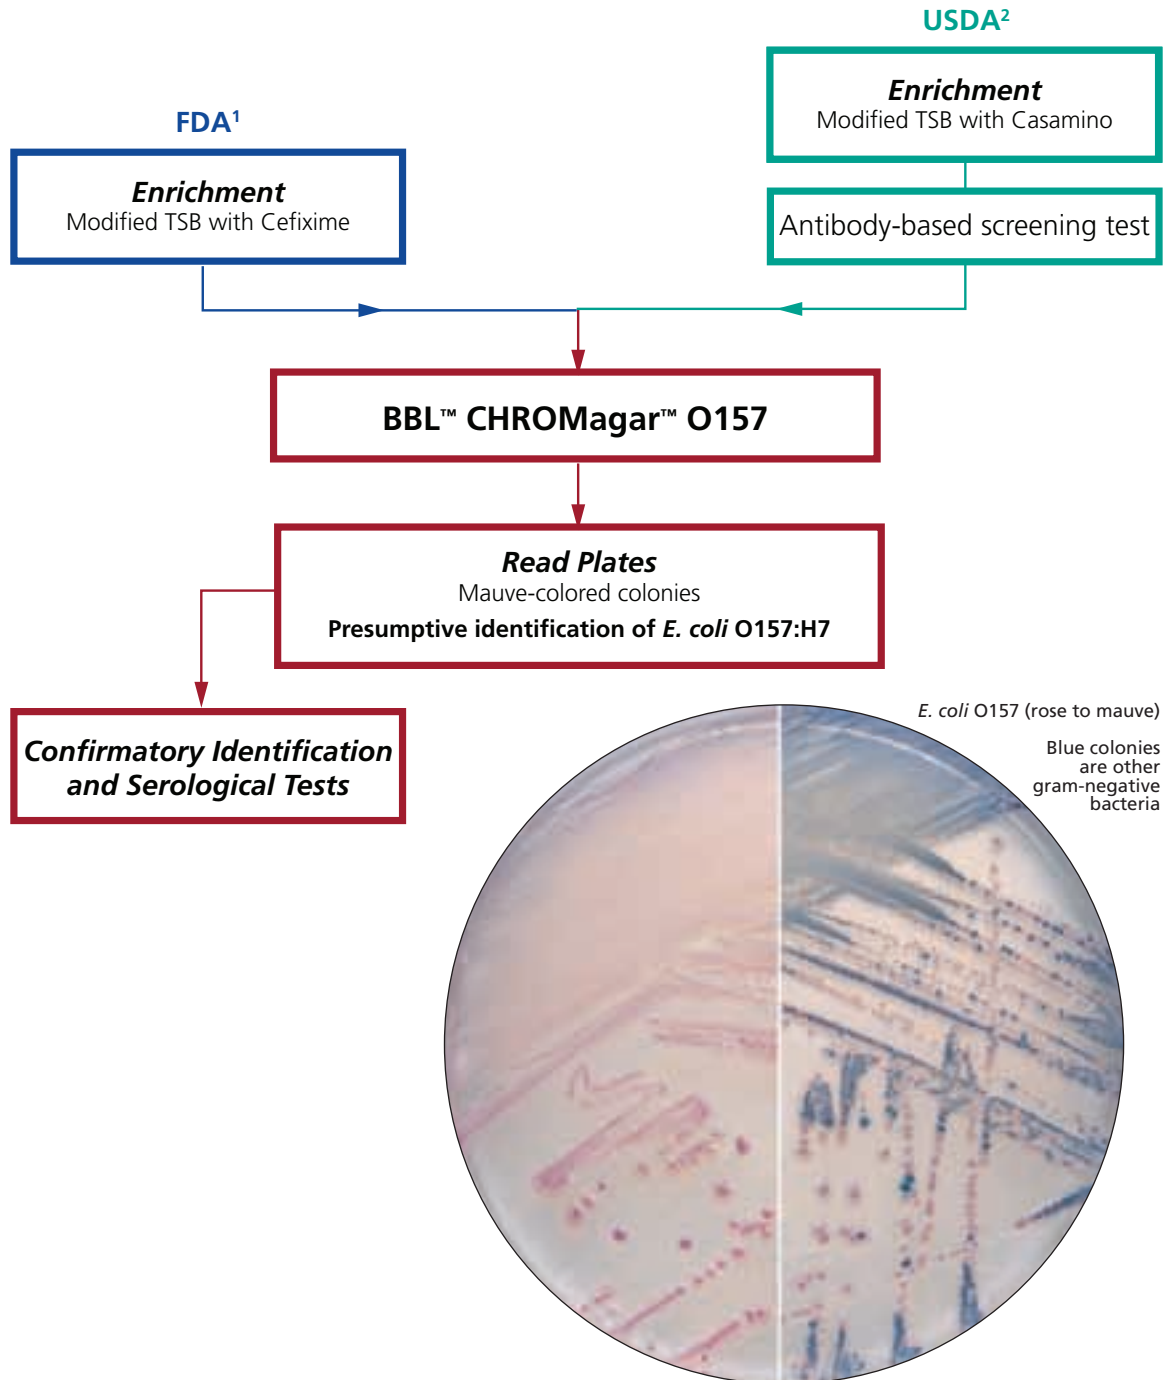 USDA²
Enrichment
Modified TSB with Casamino
Antibody-based screening test
FDA¹
Enrichment
Modified TSB with Cefixime
BBL™ CHROMagar™ O157
Read Plates
Mauve-colored colonies
Presumptive identification of E. coli O157:H7
Confirmatory Identification
and Serological Tests
E. coli O157 (rose to mauve)
Blue colonies
are other
gram-negative
bacteria